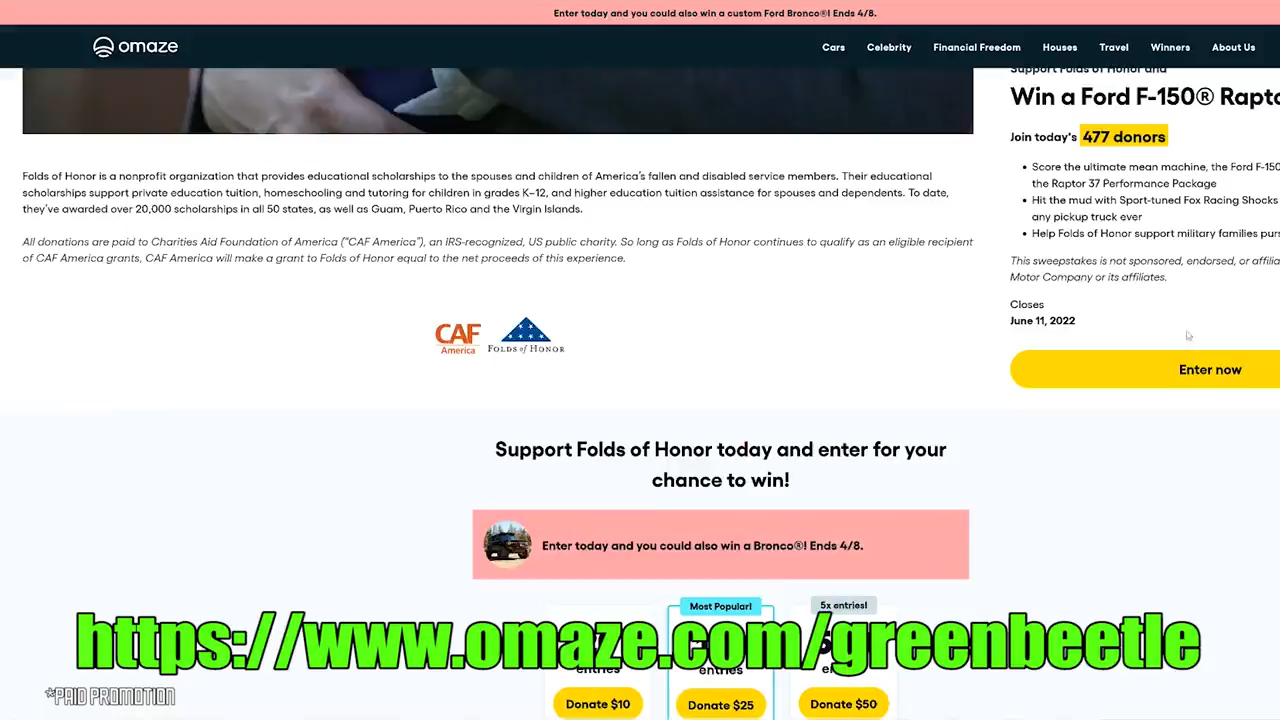 Enter today and you could also win a custom Ford Bronco®! Ends 4/8.
omaze
Cars Celebrity Financial Freedom Houses Travel Winners About Us
Support Folds of Honor and
Win a Ford F-150® Rapto
Join today's 477 donors
Score the ultimate mean machine, the Ford F-150
the Raptor 37 Performance Package
Hit the mud with Sport-tuned Fox Racing Shocks
any pickup truck ever
Help Folds of Honor support military families purs
This sweepstakes is not sponsored, endorsed, or affilia
Motor Company or its affiliates.
Closes
June 11, 2022
Enter now
Folds of Honor is a nonprofit organization that provides educational scholarships to the spouses and children of America's fallen and disabled service members. Their educational
scholarships support private education tuition, homeschooling and tutoring for children in grades K–12, and higher education tuition assistance for spouses and dependents. To date,
they've awarded over 20,000 scholarships in all 50 states, as well as Guam, Puerto Rico and the Virgin Islands.
All donations are paid to Charities Aid Foundation of America ("CAF America"), an IRS-recognized, US public charity. So long as Folds of Honor continues to qualify as an eligible recipient
of CAF America grants, CAF America will make a grant to Folds of Honor equal to the net proceeds of this experience.
CAF
America
FOLDS of HONOR
Support Folds of Honor today and enter for your
chance to win!
Enter today and you could also win a Bronco®! Ends 4/8.
Most Popular! 5x entries!
https://www.omaze.com/greenbeetle
entries entries
*PAID PROMOTION
Donate $10 Donate $25 Donate $50